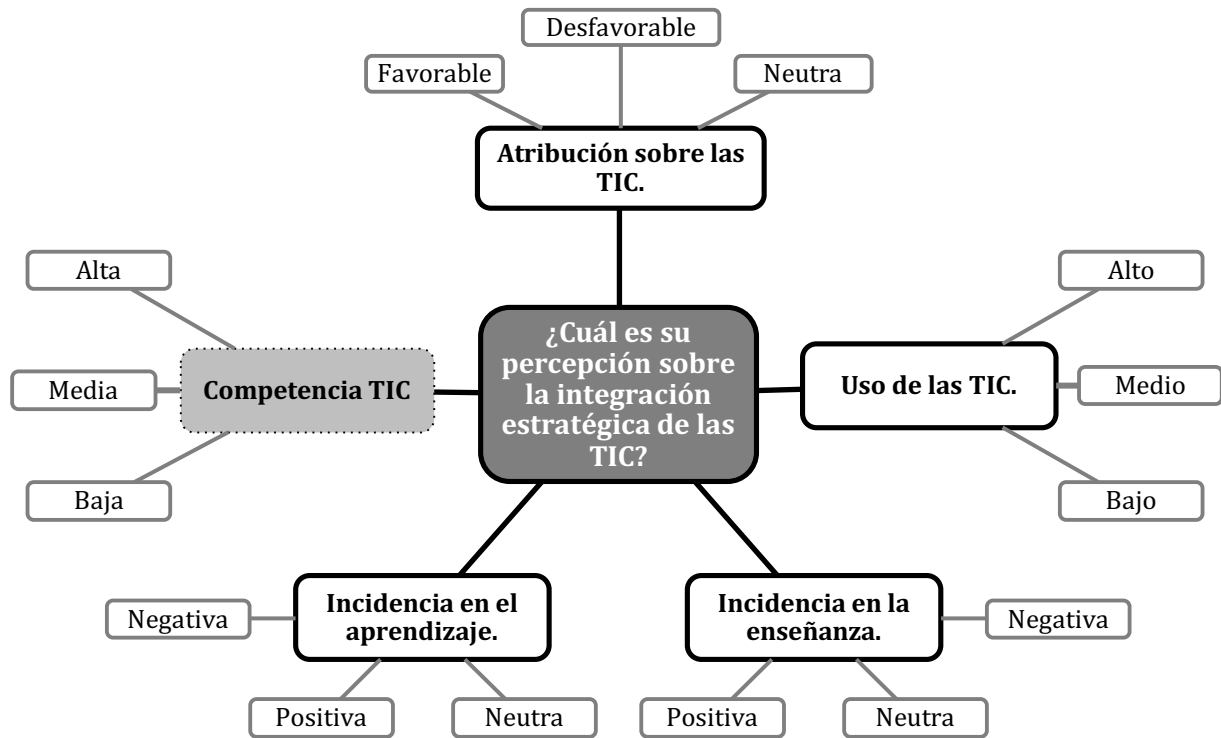 Desfavorable
Favorable
Neutra
Atribución sobre las
TIC.
Alta
Alto
¿Cuál es su
percepción sobre
la integración
estratégica de las
TIC?
Competencia TIC
Uso de las TIC.
Media
Medio
Baja
Bajo
Incidencia en el
aprendizaje.
Incidencia en la
enseñanza.
Negativa
Negativa
Positiva
Neutra
Positiva
Neutra